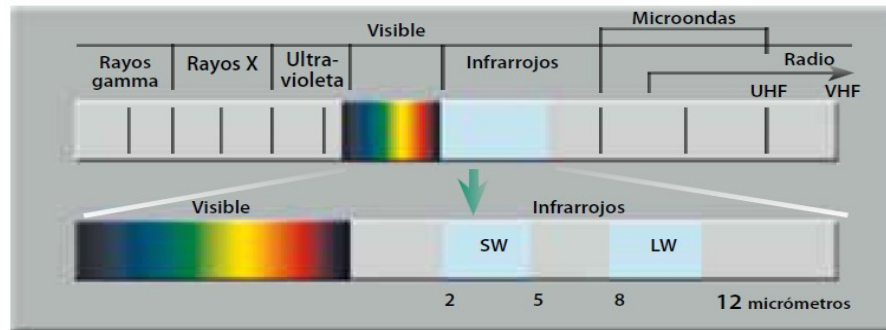 Microondas
Visible
Rayos gamma
Rayos X
Ultra-
violeta
Infrarrojos
Radio
UHF VHF
Visible Infrarrojos
SW LW
2 5 8 12 micrómetros